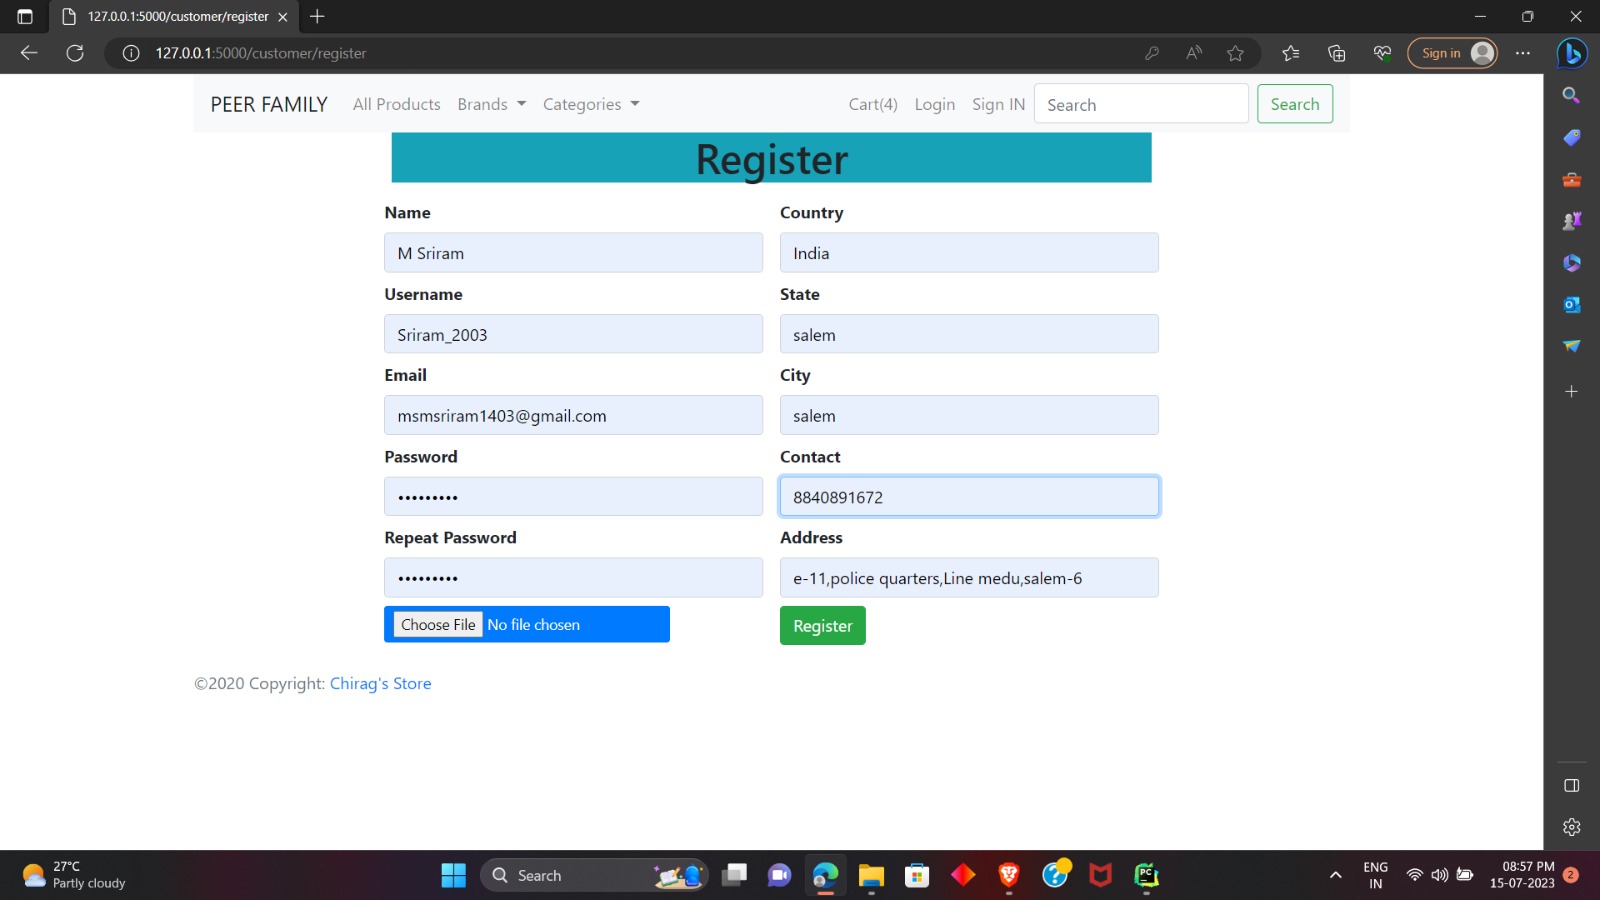 127.0.0.1:5000/customer/register
127.0.0.1:5000/customer/register
Sign in
PEER FAMILY All Products Brands Categories Cart(4) Login Sign IN Search Search
Register
Name Country
M Sriram India
Username State
Sriram_2003 salem
Email City
msmsriram1403@gmail.com salem
Password Contact
••••••••• 8840891672
Repeat Password Address
••••••••• e-11,police quarters,Line medu,salem-6
Choose File No file chosen Register
©2020 Copyright: Chirag's Store
27°C
Partly cloudy
Search
PC
ENG
IN
08:57 PM
15-07-2023
2